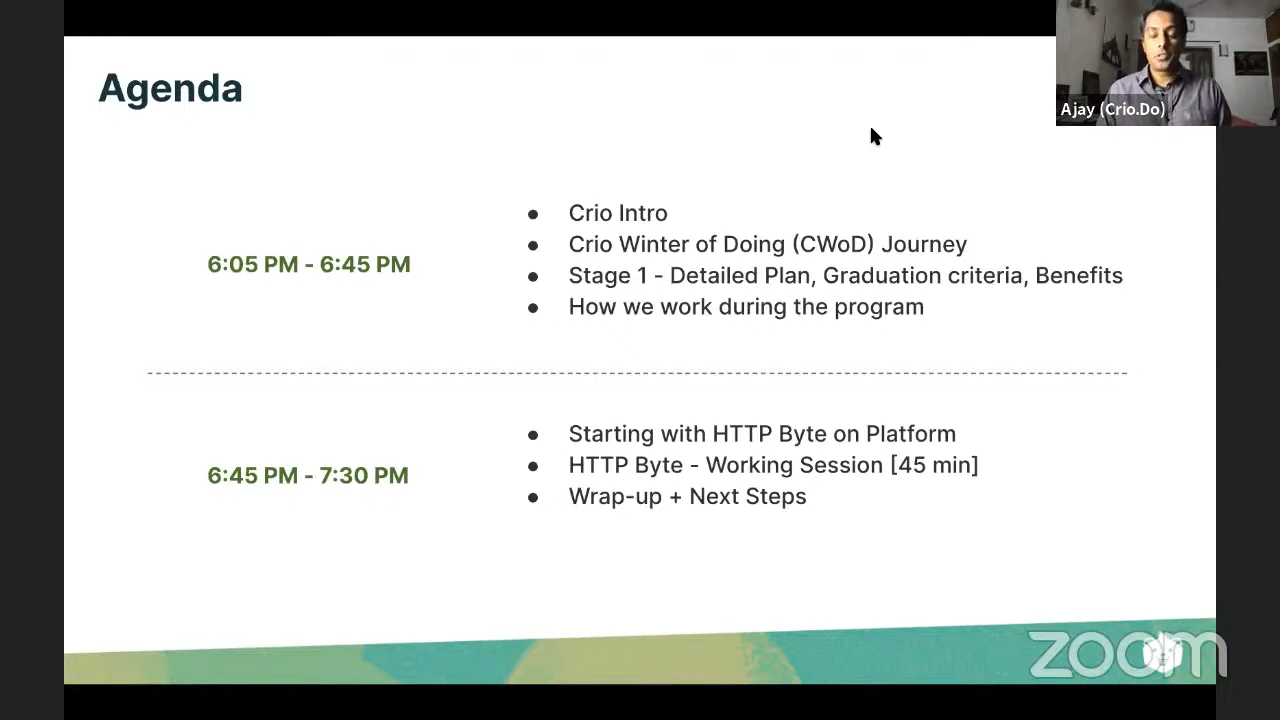 Agenda
Ajay (Crio.Do)
6:05 PM - 6:45 PM
● Crio Intro
● Crio Winter of Doing (CWoD) Journey
● Stage 1 - Detailed Plan, Graduation criteria, Benefits
● How we work during the program
6:45 PM - 7:30 PM
● Starting with HTTP Byte on Platform
● HTTP Byte - Working Session [45 min]
● Wrap-up + Next Steps
zoom